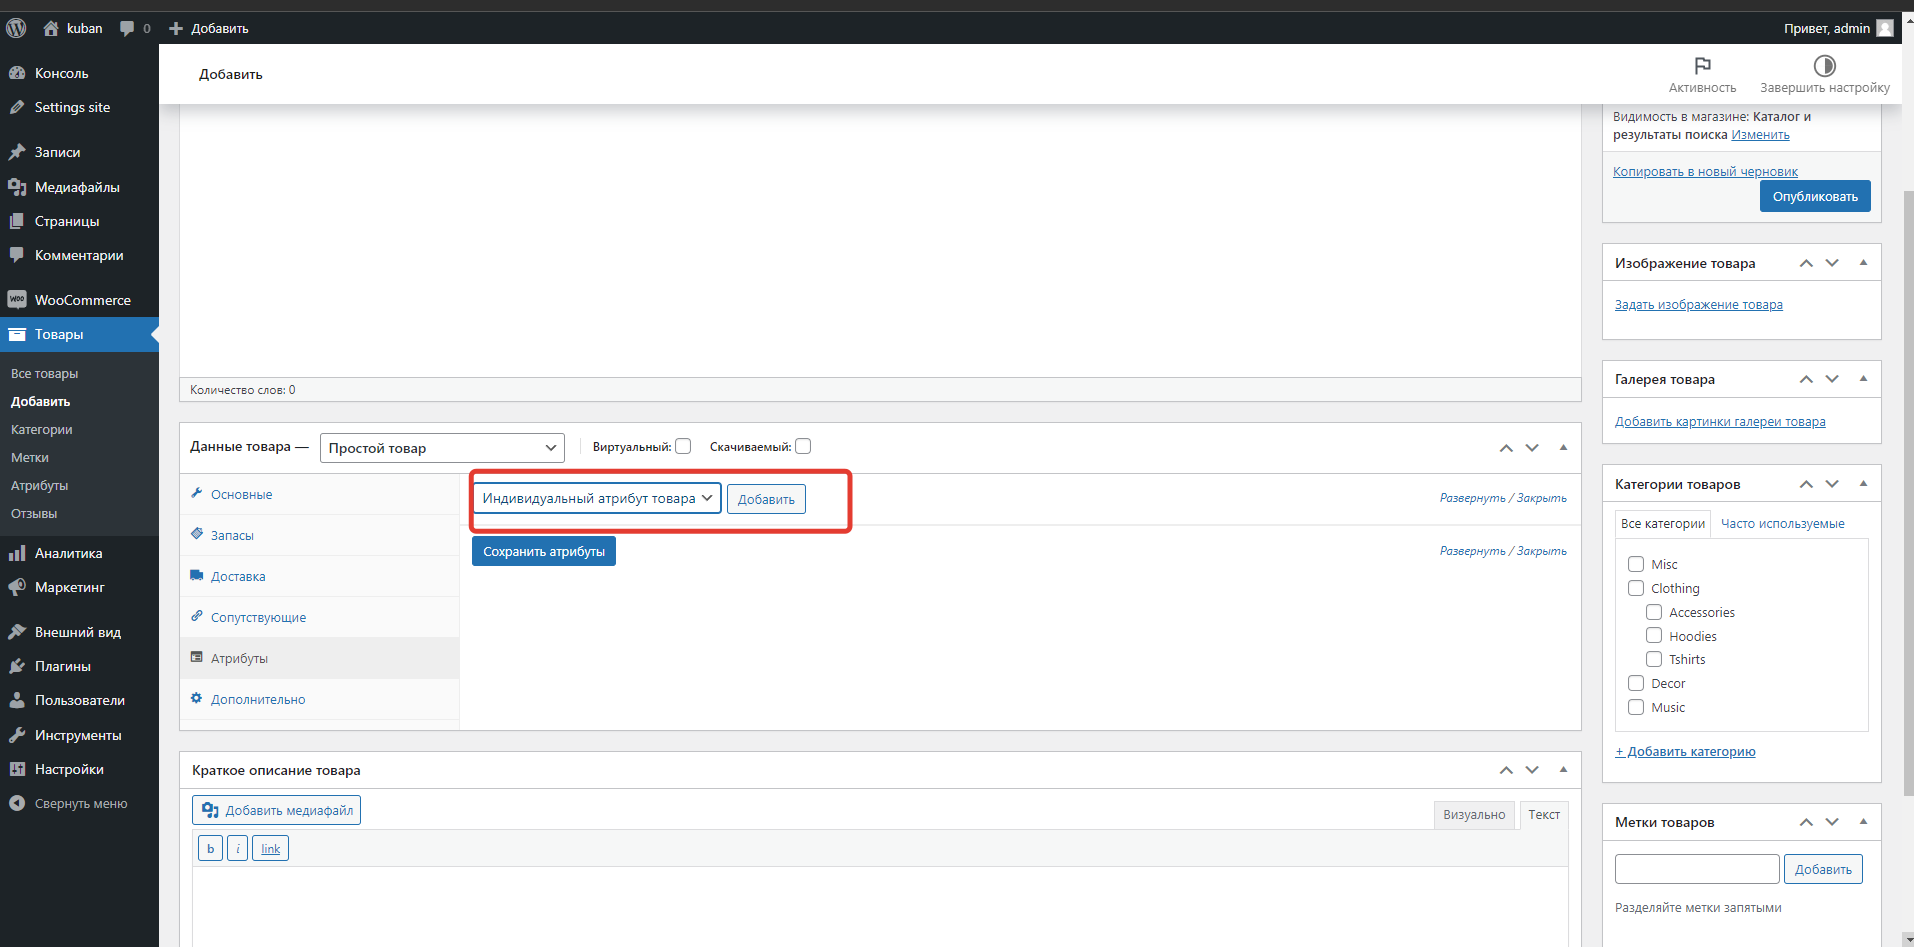 kuban
0
Добавить
Привет, admin
Консоль
Settings site
Записи
Медиафайлы
Страницы
Комментарии
WooCommerce
Товары
Все товары
Добавить
Категории
Метки
Атрибуты
Отзывы
Аналитика
Маркетинг
Внешний вид
Плагины
Пользователи
Инструменты
Настройки
Свернуть меню
Добавить
Активность
Завершить настройку
Количество слов: 0
Данные товара —
Простой товар
Виртуальный:
Скачиваемый:
Основные
Запасы
Доставка
Сопутствующие
Атрибуты
Дополнительно
Индивидуальный атрибут товара
Добавить
Развернуть / Закрыть
Сохранить атрибуты
Развернуть / Закрыть
Краткое описание товара
Добавить медиафайл
Визуально
Текст
b
i
link
Видимость в магазине: Каталог и
результаты поиска Изменить
Копировать в новый черновик
Опубликовать
Изображение товара
Задать изображение товара
Галерея товара
Добавить картинки галереи товара
Категории товаров
Все категории
Часто используемые
Misc
Clothing
Accessories
Hoodies
Tshirts
Decor
Music
+ Добавить категорию
Метки товаров
Добавить
Разделяйте метки запятыми